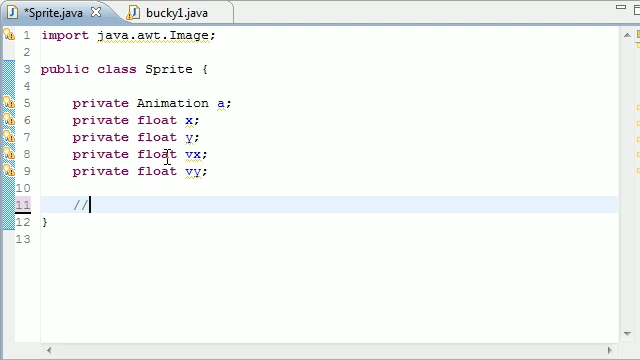 *Sprite.java bucky1.java
1 import java.awt.Image;
2
3 public class Sprite {
4
5 private Animation a;
6 private float x;
7 private float y;
8 private float vx;
9 private float vy;
10
11 //
12 }
13